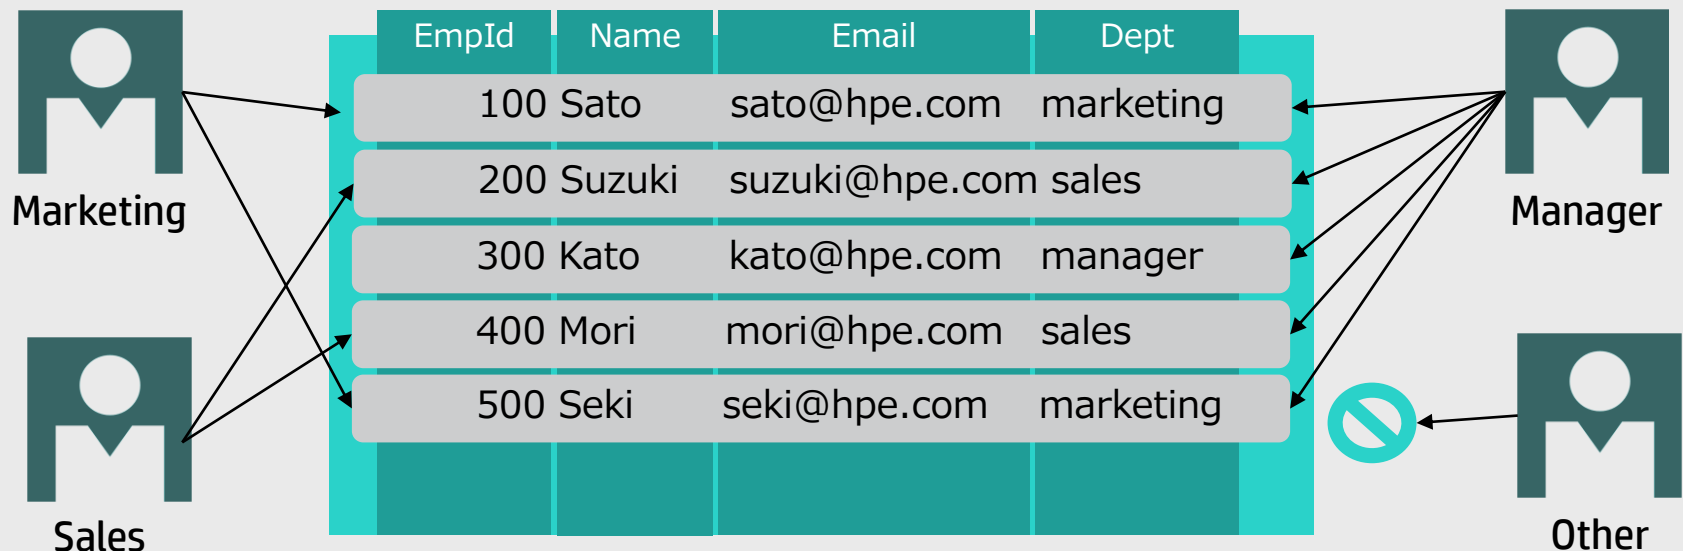 EmpId Name Email Dept
100 Sato sato@hpe.com marketing
200 Suzuki suzuki@hpe.com sales
300 Kato kato@hpe.com manager
400 Mori mori@hpe.com sales
500 Seki seki@hpe.com marketing
Marketing
Sales
Manager
Other